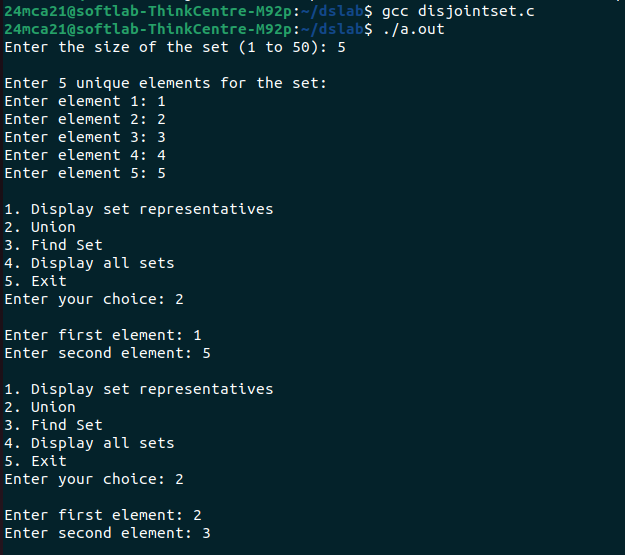 24mca21@softlab-ThinkCentre-M92p:~/dslab$ gcc disjointset.c
24mca21@softlab-ThinkCentre-M92p:~/dslab$ ./a.out
Enter the size of the set (1 to 50): 5

Enter 5 unique elements for the set:
Enter element 1: 1
Enter element 2: 2
Enter element 3: 3
Enter element 4: 4
Enter element 5: 5

1. Display set representatives
2. Union
3. Find Set
4. Display all sets
5. Exit
Enter your choice: 2

Enter first element: 1
Enter second element: 5

1. Display set representatives
2. Union
3. Find Set
4. Display all sets
5. Exit
Enter your choice: 2

Enter first element: 2
Enter second element: 3